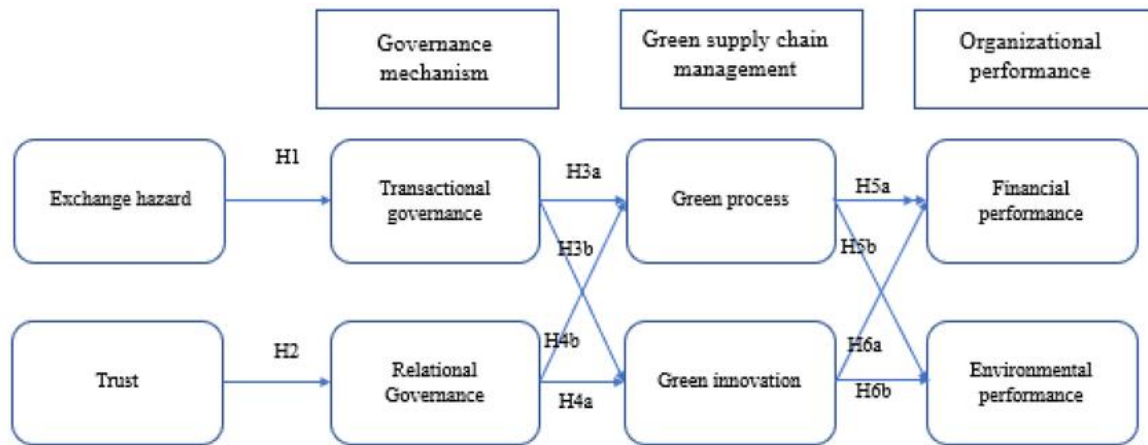 Governance
mechanism
Green supply chain
management
Organizational
performance
H1
H3a
H5a
Exchange hazard
Transactional
governance
Green process
Financial
performance
H3b
H5b
H4b
H6a
H2
Trust
Relational
Governance
Green innovation
Environmental
performance
H4a
H6b